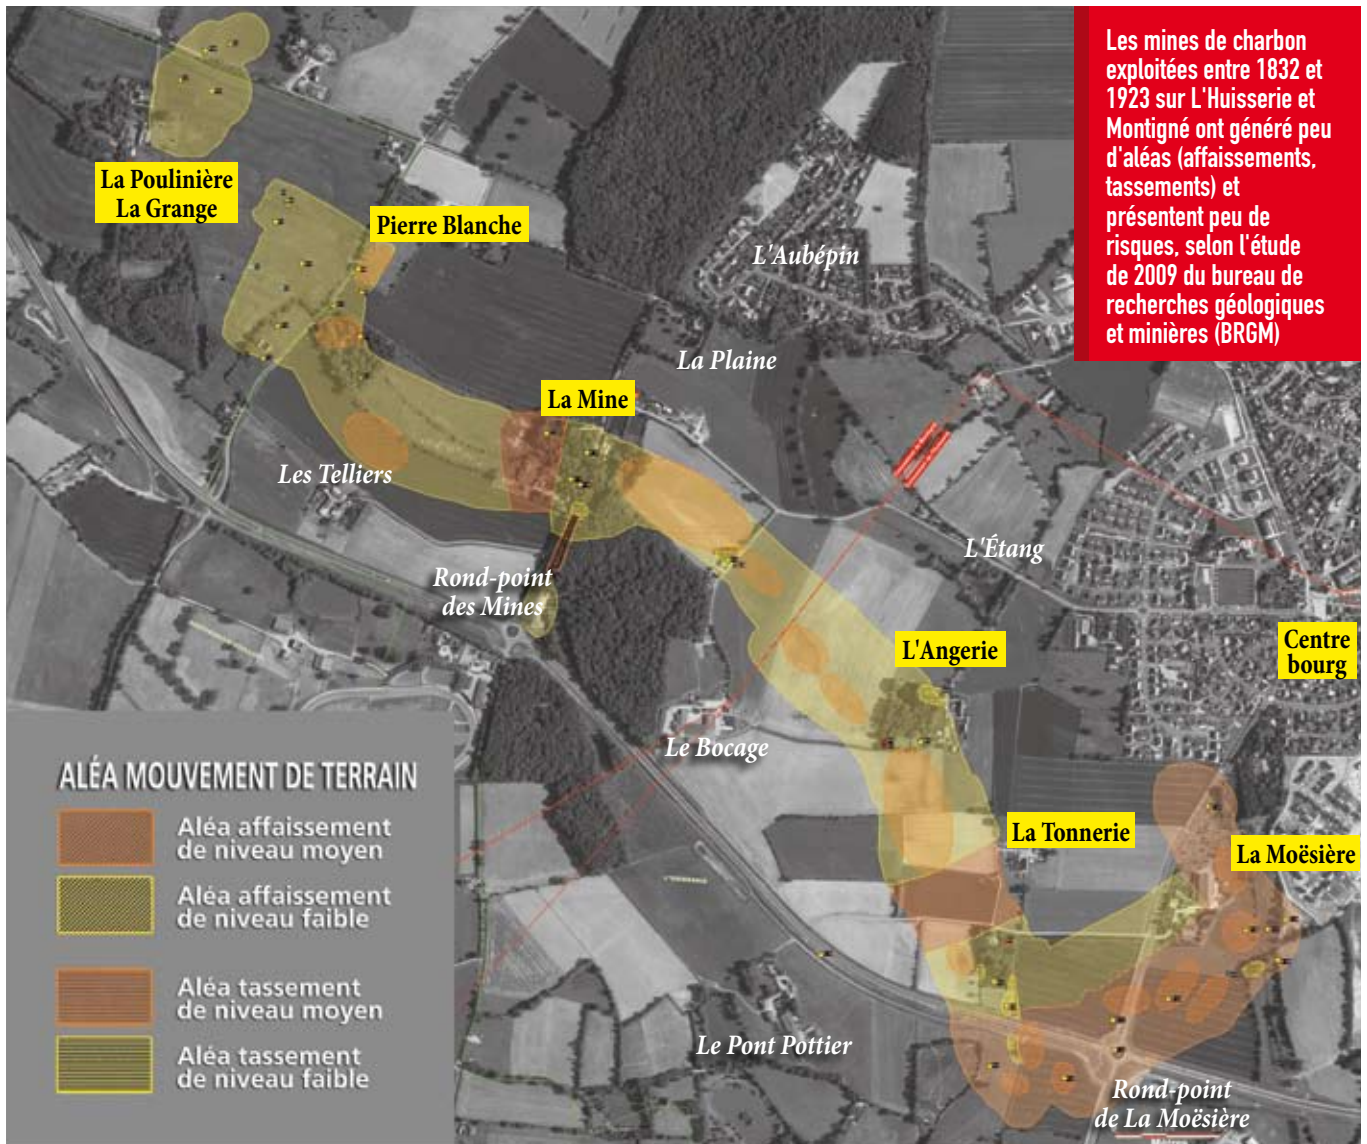 Les mines de charbon
exploitées entre 1832 et
1923 sur L'Huisserie et
Montigné ont généré peu
d'aléas (affaissements,
tassements) et
présentent peu de
risques, selon l'étude
de 2009 du bureau de
recherches géologiques
et minières (BRGM)
La Poulinière
La Grange
Pierre Blanche
L'Aubépin
La Plaine
La Mine
Les Telliers
L'Étang
Rond-point
des Mines
Centre
bourg
L'Angerie
Le Bocage
La Tonnerie
La Moësière
Le Pont Pottier
Rond-point
de La Moësière
ALÉA MOUVEMENT DE TERRAIN
Aléa affaissement
de niveau moyen
Aléa affaissement
de niveau faible
Aléa tassement
de niveau moyen
Aléa tassement
de niveau faible